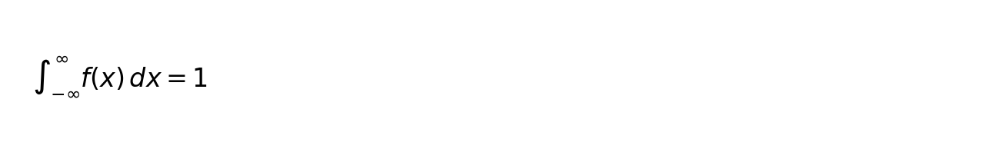 ∫_{-∞}^{∞} f(x) dx = 1